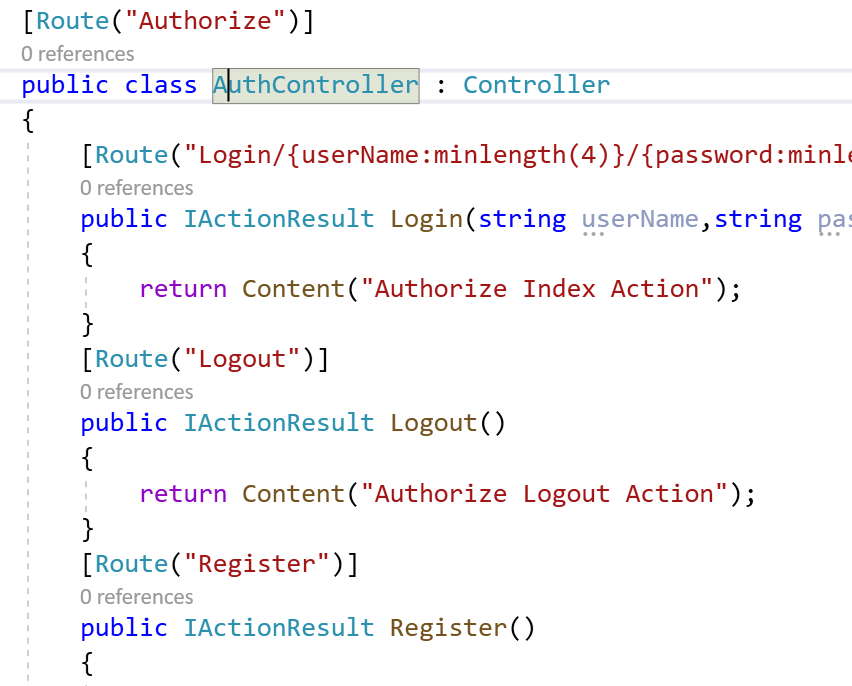 [Route("Authorize")]
0 references
public class AuthController : Controller
{
[Route("Login/{userName:minlength(4)}/{password:minle
0 references
public IActionResult Login(string userName,string pas
{
return Content("Authorize Index Action");
}
[Route("Logout")]
0 references
public IActionResult Logout()
{
return Content("Authorize Logout Action");
}
[Route("Register")]
0 references
public IActionResult Register()
{